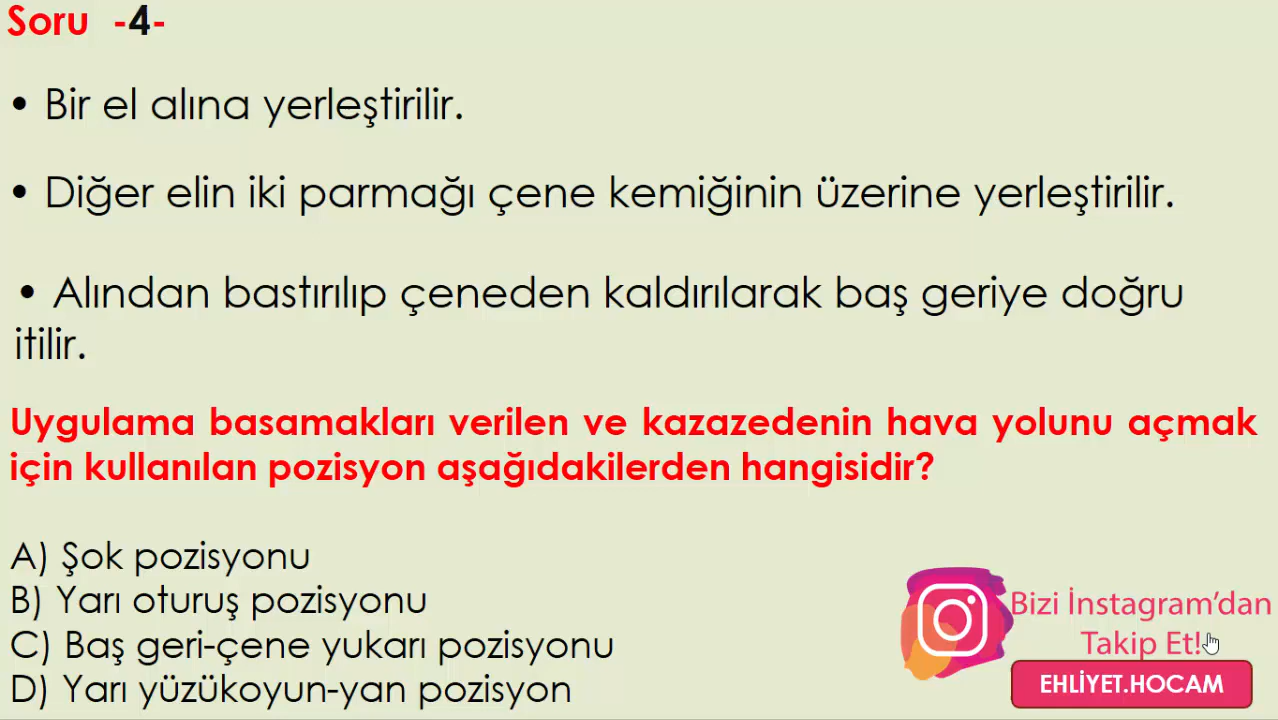 Soru -4-
• Bir el alına yerleştirilir.
• Diğer elin iki parmağı çene kemiğinin üzerine yerleştirilir.
• Alından bastırılıp çeneden kaldırılarak baş geriye doğru
itilir.
Uygulama basamakları verilen ve kazazedenin hava yolunu açmak
için kullanılan pozisyon aşağıdakilerden hangisidir?
A) Şok pozisyonu
B) Yarı oturuş pozisyonu
C) Baş geri-çene yukarı pozisyonu
D) Yarı yüzükoyun-yan pozisyon
Bizi İnstagram’dan
Takip Et!
EHLİYET.HOCAM